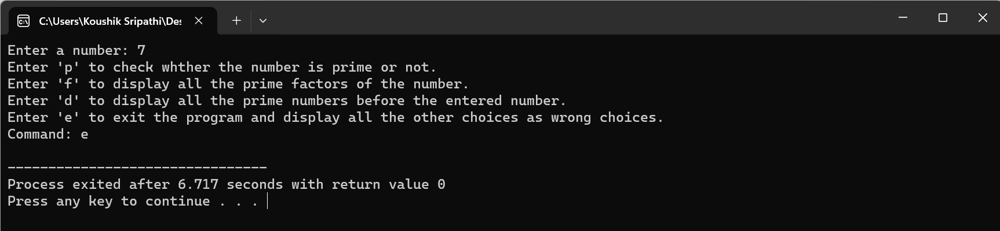 C:\Users\Koushik Sripathi\Des
Enter a number: 7
Enter 'p' to check whther the number is prime or not.
Enter 'f' to display all the prime factors of the number.
Enter 'd' to display all the prime numbers before the entered number.
Enter 'e' to exit the program and display all the other choices as wrong choices.
Command: e
--------------------------------
Process exited after 6.717 seconds with return value 0
Press any key to continue . . .